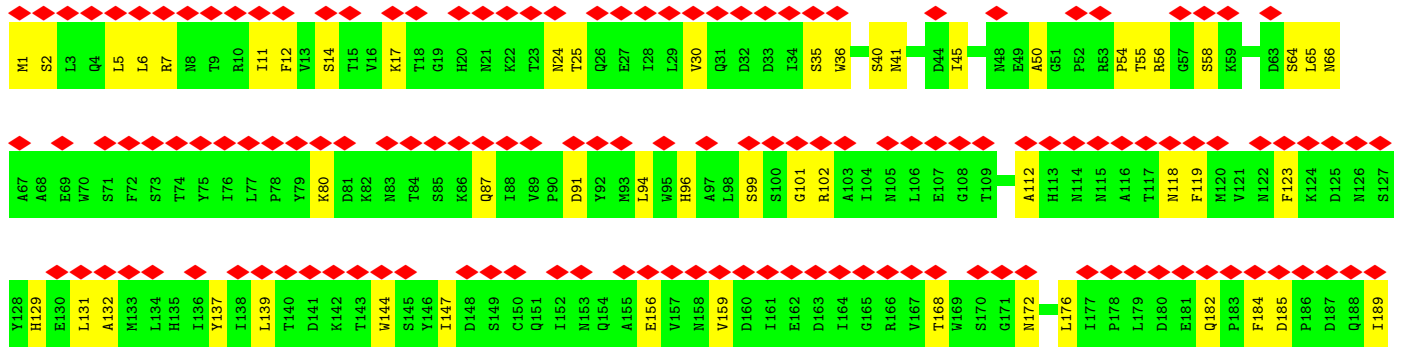 M1 S2 L3 Q4 L5 L6 R7 N8 T9 R10 I11 F12 V13 S14 T15 V16 K17 T18 G19 H20 N21 K22 T23 N24 T25 Q26 E27 I28 L29 V30 Q31 D32 D33 I34 S35 W36 S40 N41 D44 I45 N48 E49 A50 G51 P52 R53 P54 T55 R56 G57 S58 K59 D63 S64 L65 N66
A67 A68 E69 W70 S71 F72 S73 T74 Y75 I76 L77 P78 Y79 K80 D81 K82 N83 T84 S85 K86 Q87 I88 V89 P90 D91 Y92 M93 L94 W95 H96 A97 L98 S99 S100 G101 R102 A103 I104 N105 L106 E107 G108 T109 A112 H113 N114 N115 A116 T117 N118 F119 M120 V121 N122 F123 K124 D125 N126 S127
Y128 H129 E130 L131 A132 M133 L134 H135 I136 Y137 I138 L139 T140 D141 K142 T143 W144 S145 Y146 I147 D148 S149 C150 Q151 I152 N153 Q154 A155 E156 V157 N158 V159 D160 I161 E162 D163 I164 G165 R166 V167 T168 W169 S170 G171 N172 L176 I177 P178 L179 D180 E181 Q182 P183 F184 D185 P186 D187 Q188 I189